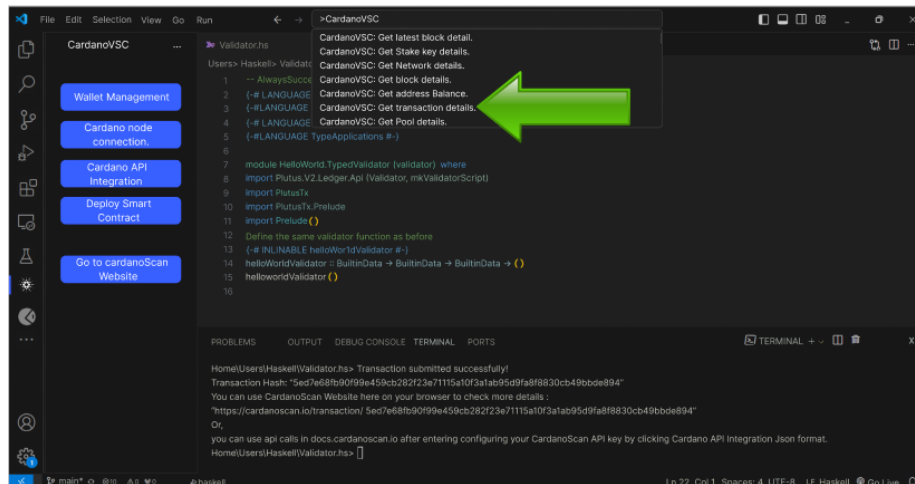 File Edit Selection View Go Run
>CardanoVSC
CardanoVSC ...
Wallet Management
Cardano node
connection.
Cardano API
Integration
Deploy Smart
Contract
Go to cardanoScan
Website
Validator.hs
Users> Haskell> Validato
CardanoVSC: Get latest block detail.
CardanoVSC: Get Stake key details.
CardanoVSC: Get Network details.
CardanoVSC: Get block details.
CardanoVSC: Get address Balance.
CardanoVSC: Get transaction details.
CardanoVSC: Get Pool details.
1 -- AlwaysSucce
2 {-# LANGUAGE
3 {-#LANGUAGE
4 {-# LANGUAGE
5 {-#LANGUAGE TypeApplications #-}
6
7 module HelloWorld.TypedValidator (validator) where
8 import Plutus.V2.Ledger.Api (Validator, mkValidatorScript)
9 import PlutusTx
10 import PlutusTx.Prelude
11 import Prelude ()
12 Define the same validator function as before
13 {-# INLINABLE helloWor1dValidator #-}
14 helloWorldValidator :: BuiltinData → BuiltinData → BuiltinData → ()
15 helloworldValidator ()
16
PROBLEMS OUTPUT DEBUG CONSOLE TERMINAL PORTS
TERMINAL +
Home\Users\Haskell\Validator.hs> Transaction submitted successfully!
Transaction Hash: "5ed7e68fb90f99e459cb282f23e71115a10f3a1ab95d9fa8f8830cb49bbde894"
You can use CardanoScan Website here on your browser to check more details :
"https://cardanoscan.io/transaction/ 5ed7e68fb90f99e459cb282f23e71115a10f3a1ab95d9fa8f8830cb49bbde894"
Or,
you can use api calls in docs.cardanoscan.io after entering configuring your CardanoScan API key by clicking Cardano API Integration Json format.
Home\Users\Haskell\Validator.hs> []
main* haskell Ln 22, Col 1 Spaces: 4 UTF-8 LF Haskell Go Live